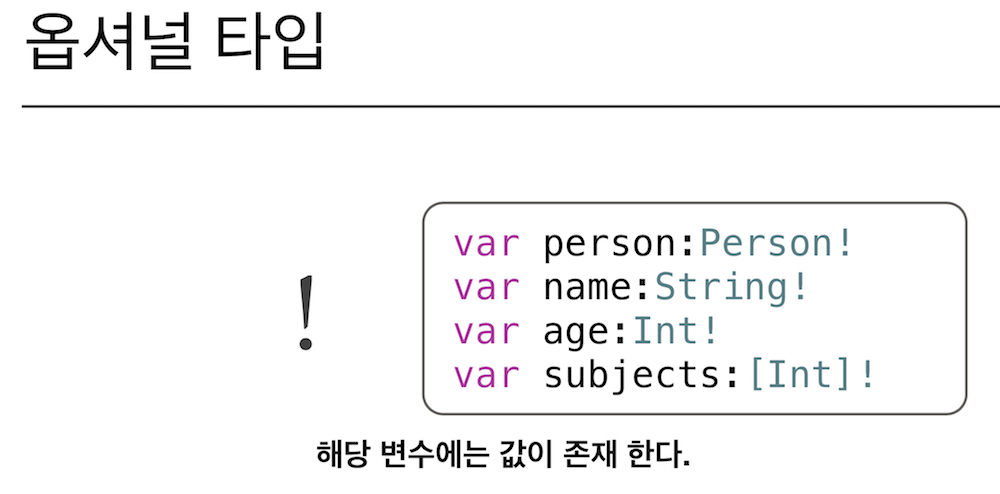 옵셔널 타입
!
var person:Person!
var name:String!
var age:Int!
var subjects:[Int]!
해당 변수에는 값이 존재 한다.